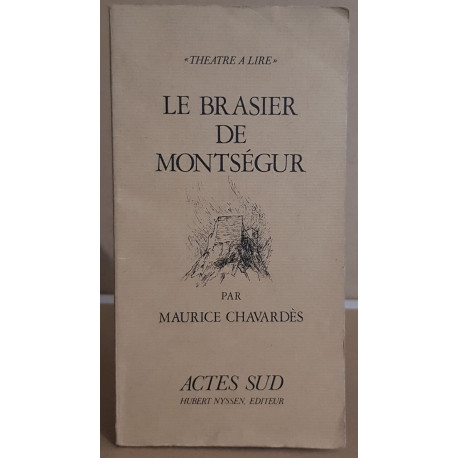 «THEATRE A LIRE»
LE BRASIER
DE
MONTSÉGUR
PAR
MAURICE CHAVARDÈS
ACTES SUD
HUBERT NYSSEN, EDITEUR